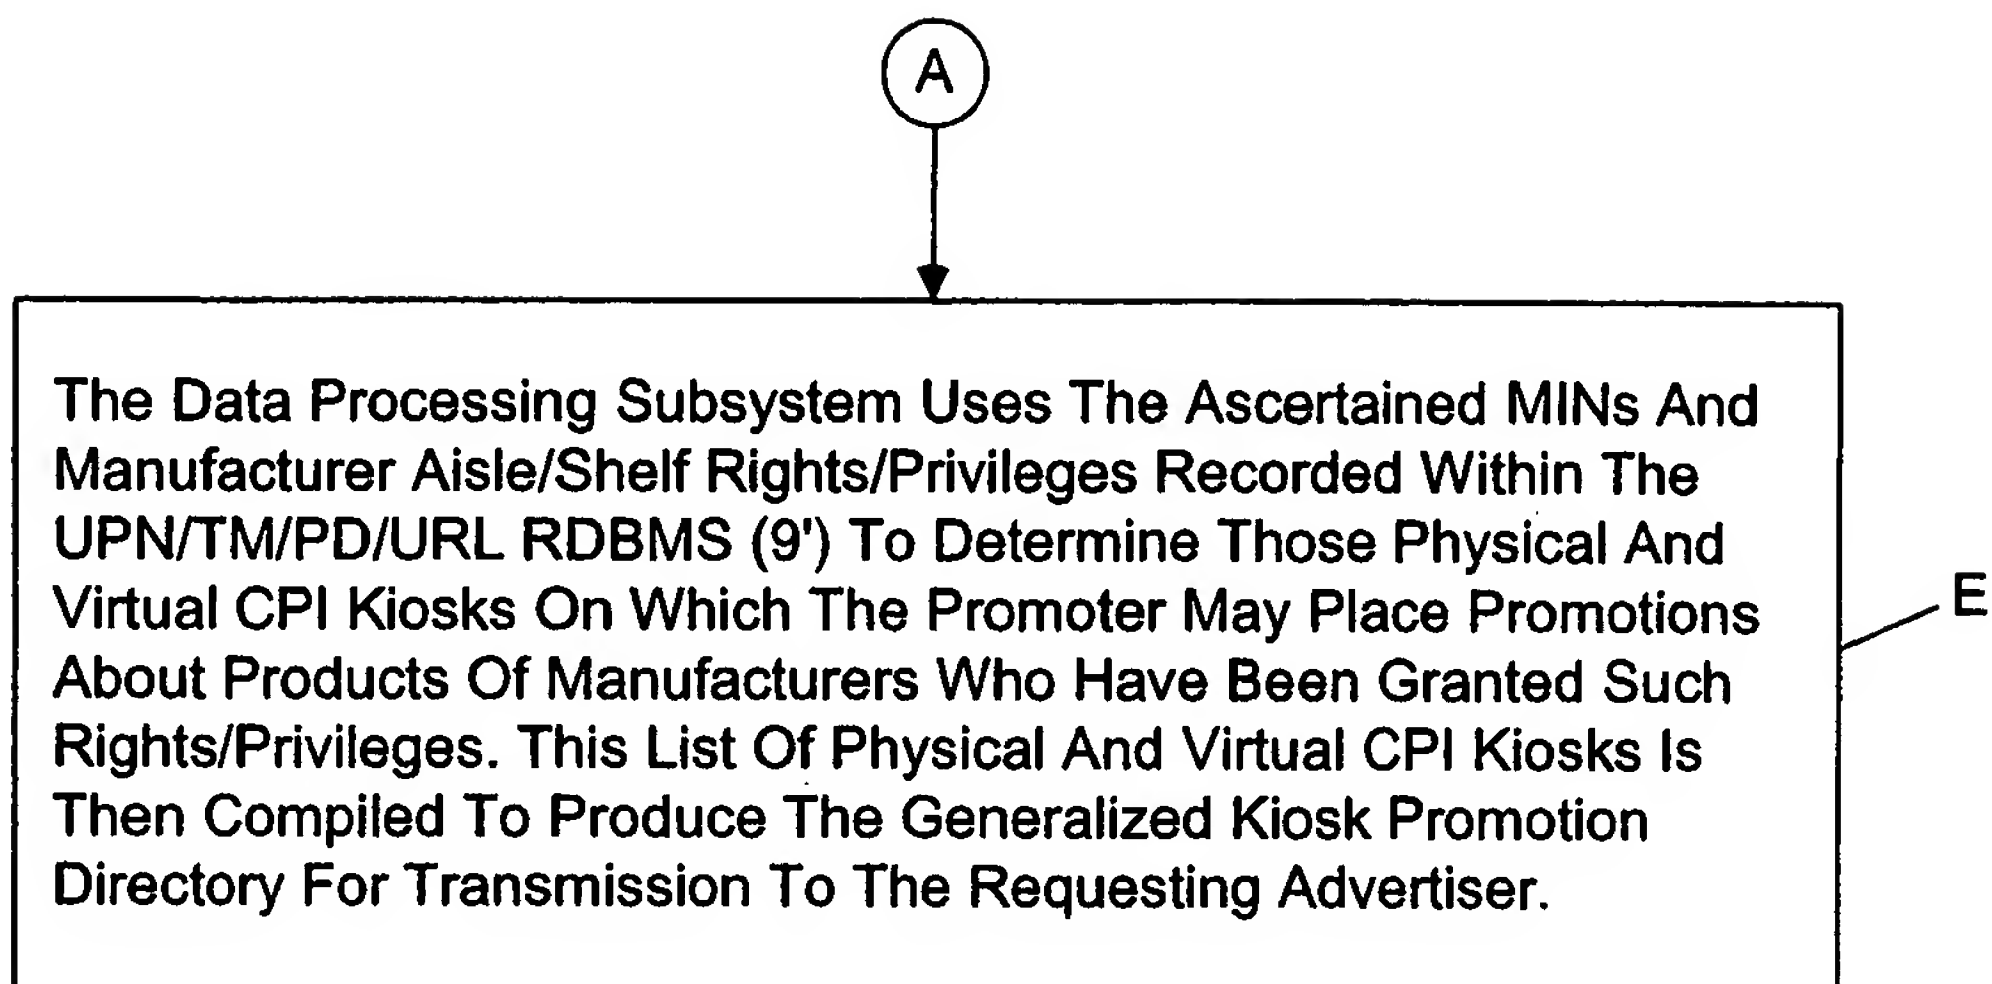 A
The Data Processing Subsystem Uses The Ascertained MINs And
Manufacturer Aisle/Shelf Rights/Privileges Recorded Within The
UPN/TM/PD/URL RDBMS (9') To Determine Those Physical And
Virtual CPI Kiosks On Which The Promoter May Place Promotions
About Products Of Manufacturers Who Have Been Granted Such
Rights/Privileges. This List Of Physical And Virtual CPI Kiosks Is
Then Compiled To Produce The Generalized Kiosk Promotion
Directory For Transmission To The Requesting Advertiser.
E